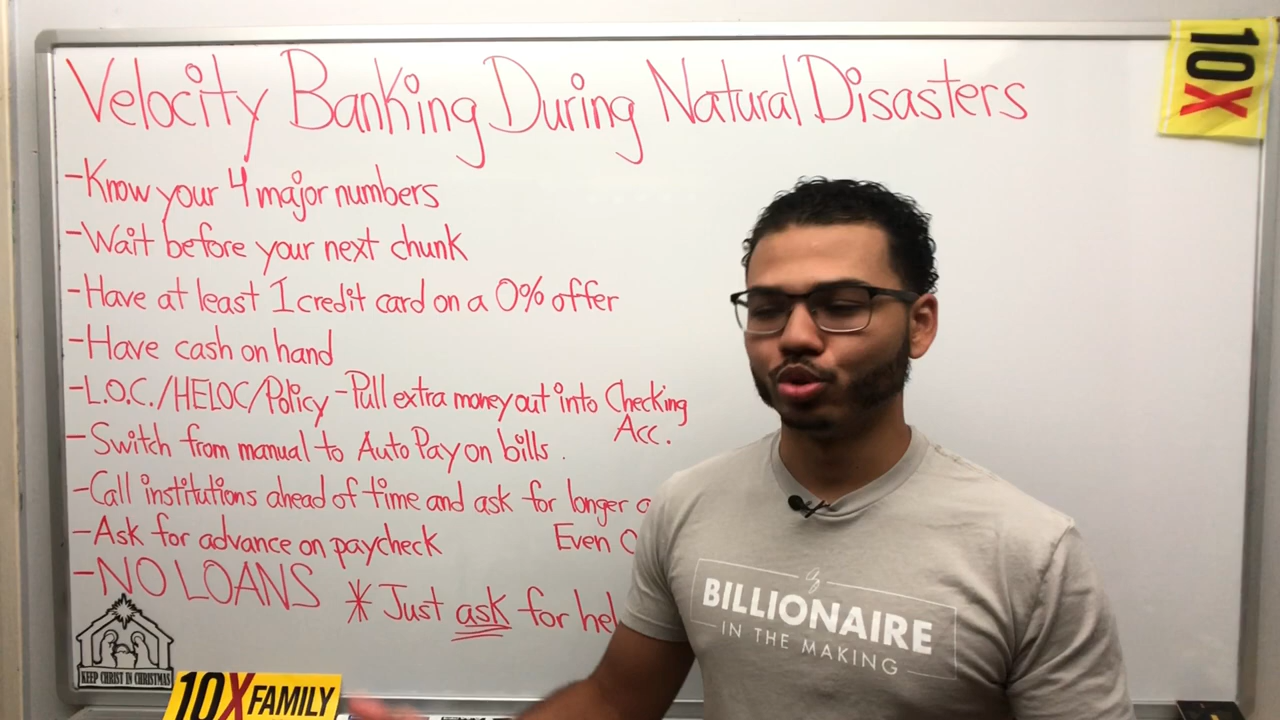 Velocity Banking During Natural Disasters
10X
-Know your 4 major numbers
-Wait before your next chunk
-Have at least 1 credit card on a 0% offer
-Have cash on hand
-L.O.C./HELOC/Policy -Pull extra money out into Checking
Acc.
-Switch from manual to Auto Pay on bills.
-Call institutions ahead of time and ask for longer
-Ask for advance on paycheck
Even
-NO LOANS * Just ask for
BILLIONAIRE
IN THE MAKING
KEEP CHRIST IN CHRISTMAS
10X FAMILY